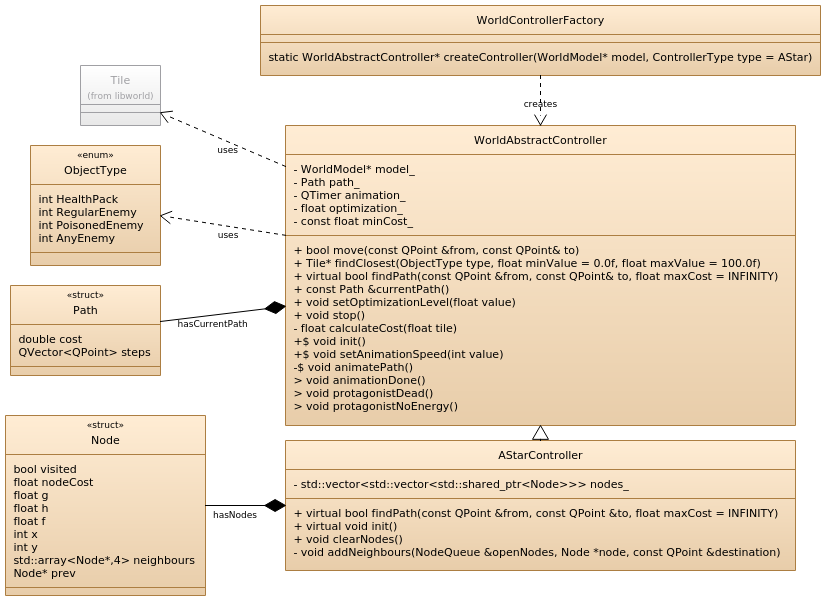 WorldControllerFactory
static WorldAbstractController* createController(WorldModel* model, ControllerType type = AStar)
creates
Tile
(from libworld)
uses
«enum»
ObjectType
int HealthPack
int RegularEnemy
int PoisonedEnemy
int AnyEnemy
uses
WorldAbstractController
- WorldModel* model_
- Path path_
- QTimer animation_
- float optimization_
- const float minCost_
+ bool move(const QPoint &from, const QPoint& to)
+ Tile* findClosest(ObjectType type, float minValue = 0.0f, float maxValue = 100.0f)
+ virtual bool findPath(const QPoint &from, const QPoint& to, float maxCost = INFINITY)
+ const Path &currentPath()
+ void setOptimizationLevel(float value)
+ void stop()
- float calculateCost(float tile)
+$ void init()
+$ void setAnimationSpeed(int value)
-$ void animatePath()
> void animationDone()
> void protagonistDead()
> void protagonistNoEnergy()
«struct»
Path
double cost
QVector<QPoint> steps
hasCurrentPath
«struct»
Node
bool visited
float nodeCost
float g
float h
float f
int x
int y
std::array<Node*,4> neighbours
Node* prev
hasNodes
AStarController
- std::vector<std::vector<std::shared_ptr<Node>>> nodes_
+ virtual bool findPath(const QPoint &from, const QPoint &to, float maxCost = INFINITY)
+ virtual void init()
+ void clearNodes()
- void addNeighbours(NodeQueue &openNodes, Node *node, const QPoint &destination)